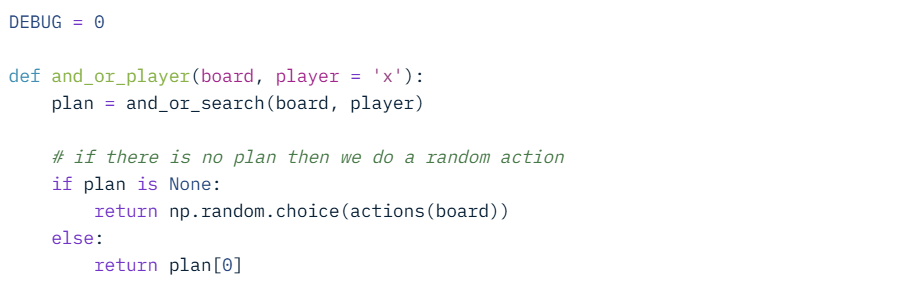 DEBUG = 0

def and_or_player(board, player = 'x'):
    plan = and_or_search(board, player)

    # if there is no plan then we do a random action
    if plan is None:
        return np.random.choice(actions(board))
    else:
        return plan[0]